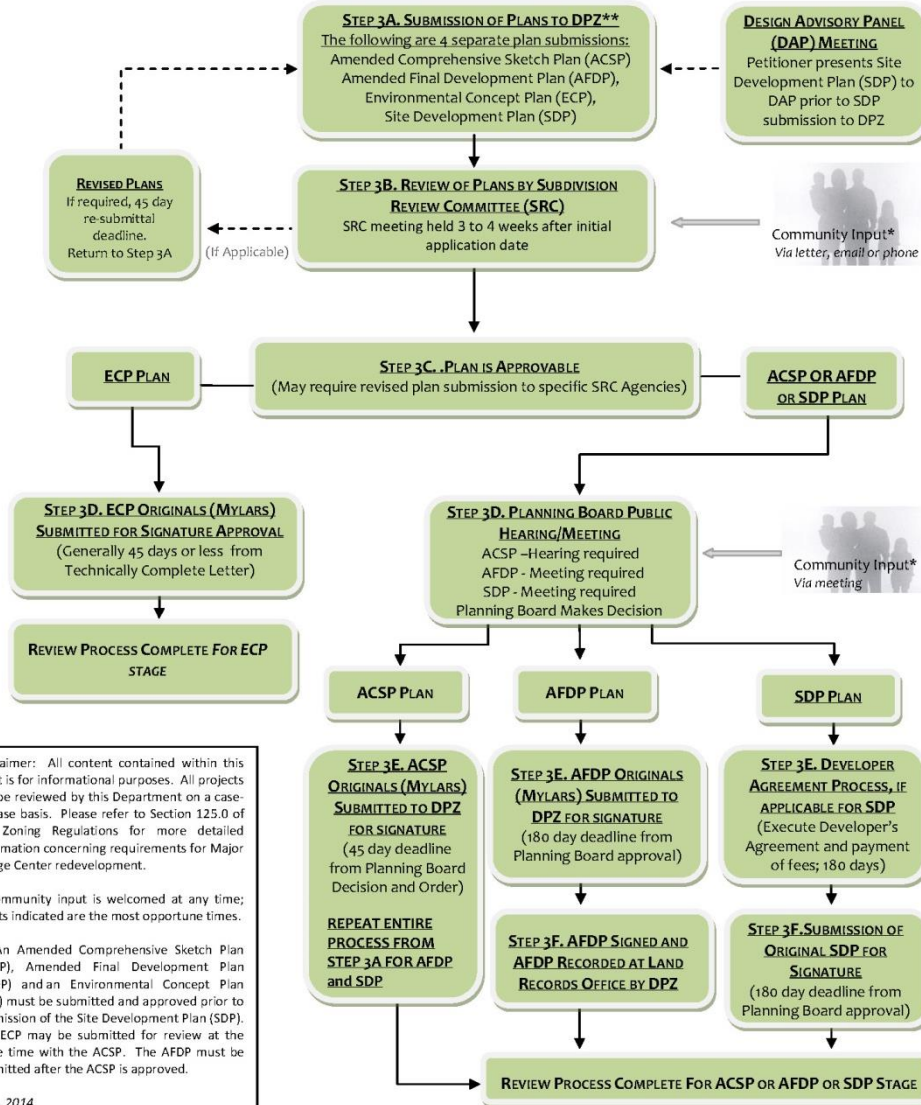 STEP 3A. SUBMISSION OF PLANS TO DPZ**
The following are 4 separate plan submissions:
Amended Comprehensive Sketch Plan (ACSP)
Amended Final Development Plan (AFDP),
Environmental Concept Plan (ECP),
Site Development Plan (SDP)
DESIGN ADVISORY PANEL
(DAP) MEETING
Petitioner presents Site
Development Plan (SDP) to
DAP prior to SDP
submission to DPZ
REVISED PLANS
If required, 45 day
re-submittal
deadline.
Return to Step 3A
(If Applicable)
STEP 3B. REVIEW OF PLANS BY SUBDIVISION
REVIEW COMMITTEE (SRC)
SRC meeting held 3 to 4 weeks after initial
application date
Community Input*
Via letter, email or phone
ECP PLAN
STEP 3C. .PLAN IS APPROVABLE
(May require revised plan submission to specific SRC Agencies)
ACSP OR AFDP
OR SDP PLAN
STEP 3D. ECP ORIGINALS (MYLARS)
SUBMITTED FOR SIGNATURE APPROVAL
(Generally 45 days or less from
Technically Complete Letter)
STEP 3D. PLANNING BOARD PUBLIC
HEARING/MEETING
ACSP –Hearing required
AFDP - Meeting required
SDP - Meeting required
Planning Board Makes Decision
Community Input*
Via meeting
REVIEW PROCESS COMPLETE FOR ECP
STAGE
ACSP PLAN
AFDP PLAN
SDP PLAN
STEP 3E. ACSP
ORIGINALS (MYLARS)
SUBMITTED TO DPZ
FOR SIGNATURE
(45 day deadline
from Planning Board
Decision and Order)
REPEAT ENTIRE
PROCESS FROM
STEP 3A FOR AFDP
and SDP
STEP 3E. AFDP ORIGINALS
(MYLARS) SUBMITTED TO
DPZ FOR SIGNATURE
(180 day deadline from
Planning Board approval)
STEP 3F. AFDP SIGNED AND
AFDP RECORDED AT LAND
RECORDS OFFICE BY DPZ
STEP 3E. DEVELOPER
AGREEMENT PROCESS, IF
APPLICABLE FOR SDP
(Execute Developer's
Agreement and payment
of fees; 180 days)
STEP 3F.SUBMISSION OF
ORIGINAL SDP FOR
SIGNATURE
(180 day deadline from
Planning Board approval)
REVIEW PROCESS COMPLETE FOR ACSP OR AFDP OR SDP STAGE
All content contained within this
is for informational purposes. All projects
be reviewed by this Department on a case-
basis. Please refer to Section 125.0 of
Zoning Regulations for more detailed
concerning requirements for Major
Center redevelopment.
input is welcomed at any time;
indicated are the most opportune times.
An Amended Comprehensive Sketch Plan
Amended Final Development Plan
and an Environmental Concept Plan
must be submitted and approved prior to
of the Site Development Plan (SDP).
ECP may be submitted for review at the
time with the ACSP. The AFDP must be
after the ACSP is approved.
2014